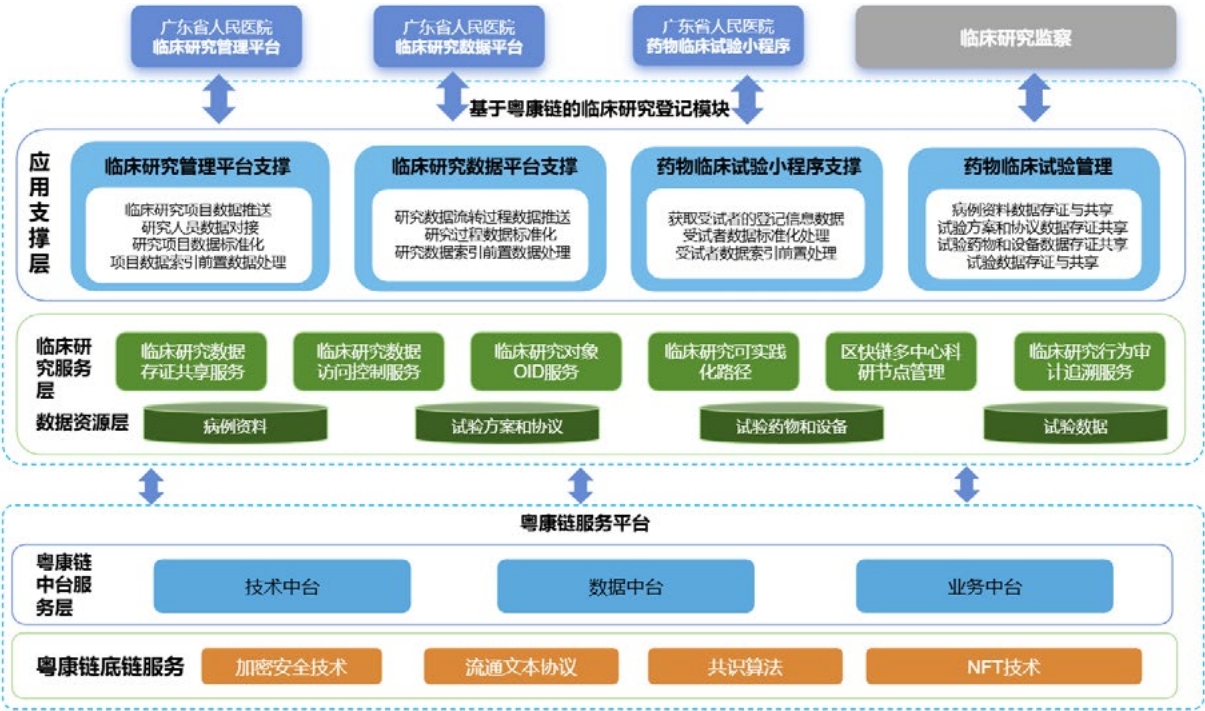 广东省人民医院
临床研究管理平台
广东省人民医院
临床研究数据平台
广东省人民医院
药物临床试验小程序
临床研究监察
基于粤康链的临床研究登记模块
应用支撑层
临床研究管理平台支撑
临床研究项目数据推送
研究人员数据对接
研究项目数据标准化
项目数据索引前置数据处理
临床研究数据平台支撑
研究数据流转过程数据推送
研究过程数据标准化
研究数据索引前置数据处理
药物临床试验小程序支撑
获取受试者的登记信息数据
受试者数据标准化处理
受试者数据索引前置处理
药物临床试验管理
病例资料数据存证与共享
试验方案和协议数据存证共享
试验药物和设备数据存证共享
试验数据存证与共享
临床研
究服务
层
临床研究数据
存证共享服务
临床研究数据
访问控制服务
临床研究对象
OID服务
临床研究可实践
化路径
区快链多中心科
研节点管理
临床研究行为审
计追溯服务
数据资源层
病例资料
试验方案和协议
试验药物和设备
试验数据
粤康链服务平台
粤康链
中台服
务层
技术中台
数据中台
业务中台
粤康链底链服务
加密安全技术
流通文本协议
共识算法
NFT技术